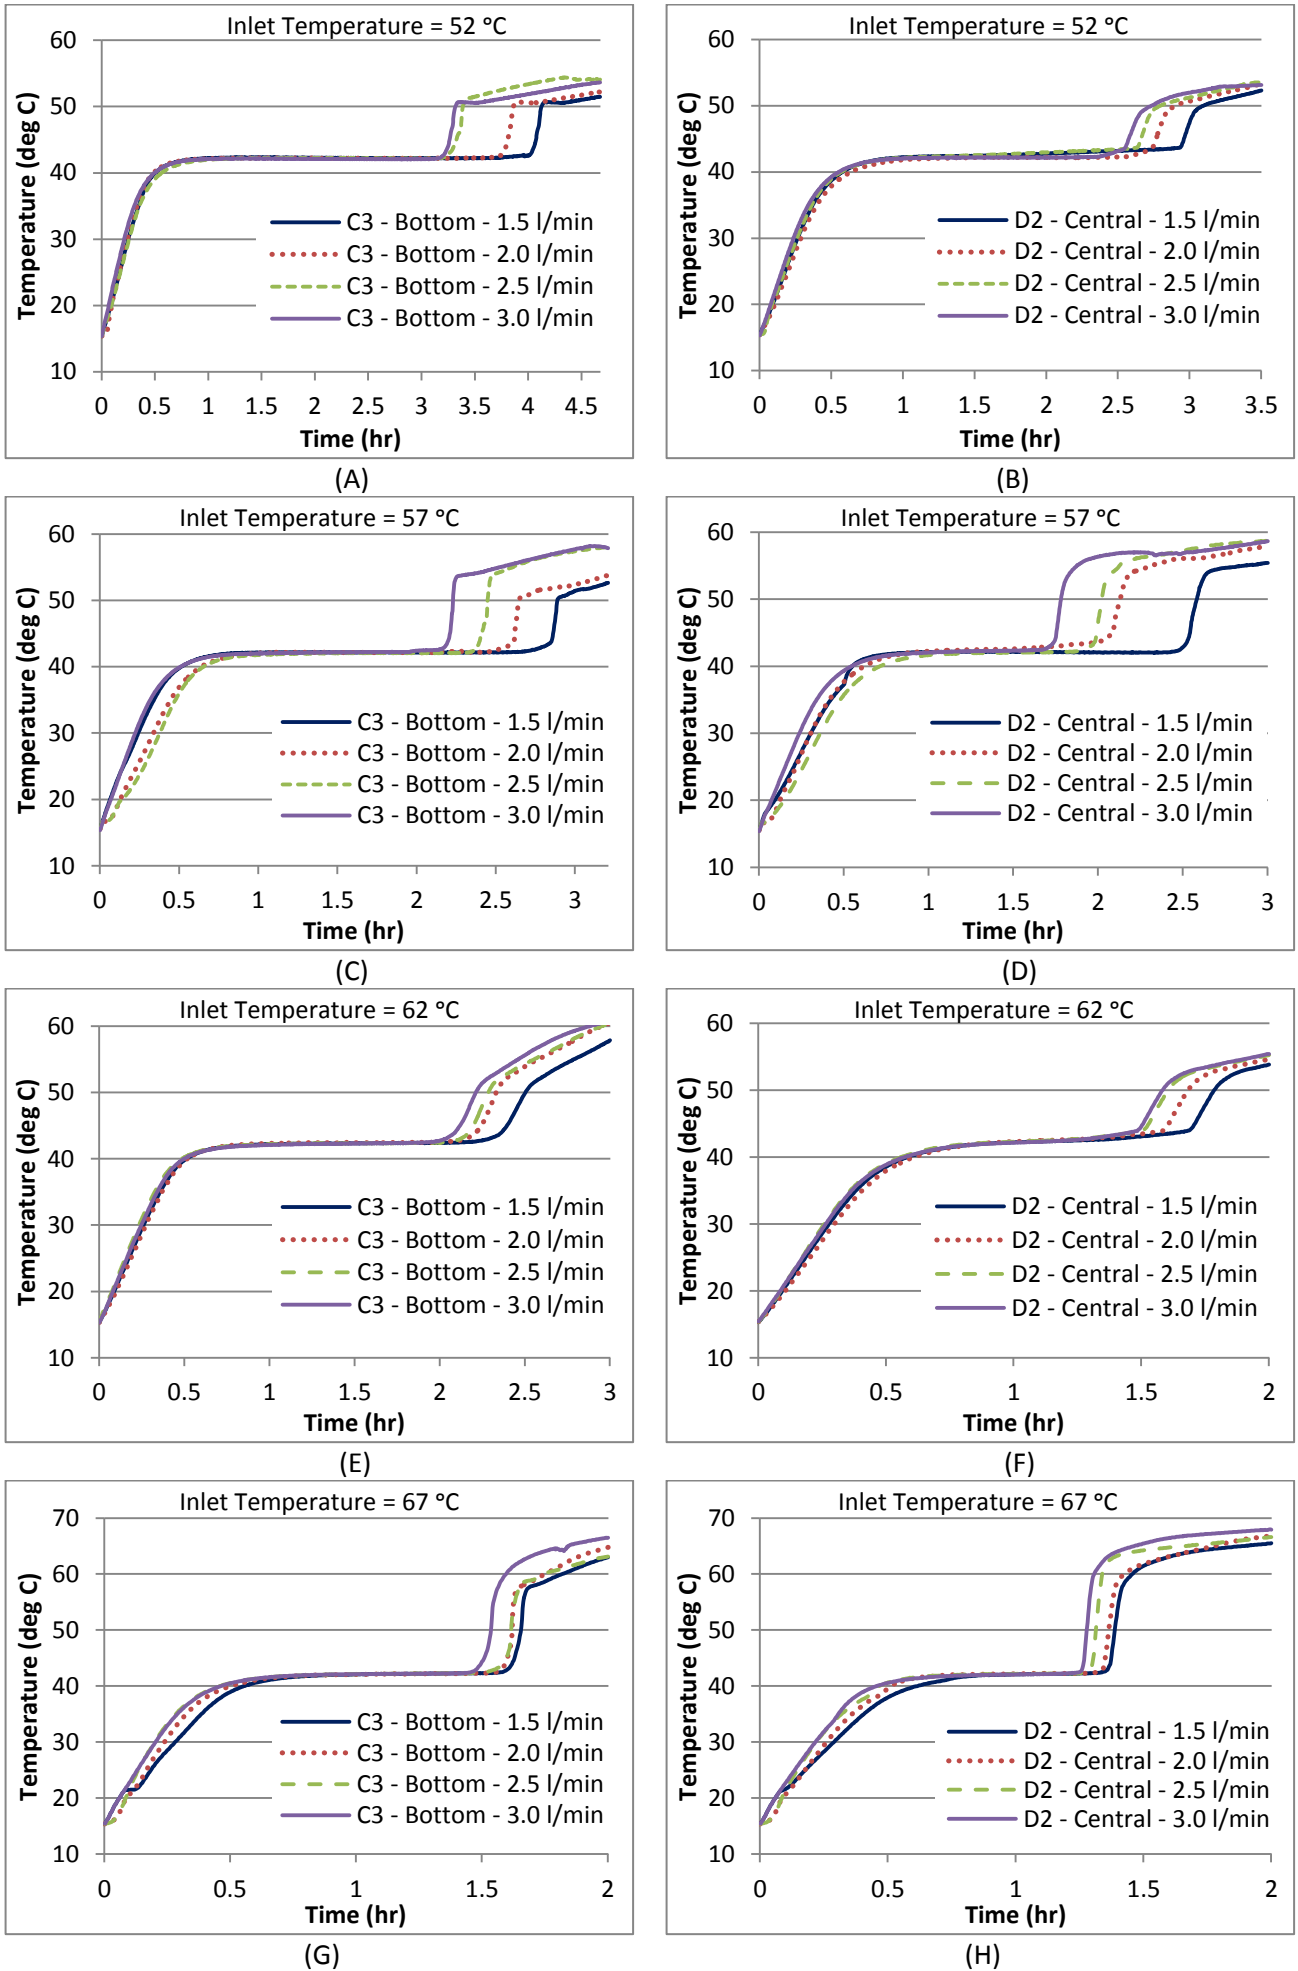 Inlet Temperature = 52 °C
60
50
40
30
20
10
Temperature (deg C)
C3 - Bottom - 1.5 l/min
C3 - Bottom - 2.0 l/min
C3 - Bottom - 2.5 l/min
C3 - Bottom - 3.0 l/min
0 0.5 1 1.5 2 2.5 3 3.5 4 4.5
Time (hr)
(A)
Inlet Temperature = 52 °C
60
50
40
30
20
10
Temperature (deg C)
D2 - Central - 1.5 l/min
D2 - Central - 2.0 l/min
D2 - Central - 2.5 l/min
D2 - Central - 3.0 l/min
0 0.5 1 1.5 2 2.5 3 3.5
Time (hr)
(B)
Inlet Temperature = 57 °C
60
50
40
30
20
10
Temperature (deg C)
C3 - Bottom - 1.5 l/min
C3 - Bottom - 2.0 l/min
C3 - Bottom - 2.5 l/min
C3 - Bottom - 3.0 l/min
0 0.5 1 1.5 2 2.5 3
Time (hr)
(C)
Inlet Temperature = 57 °C
60
50
40
30
20
10
Temperature (deg C)
D2 - Central - 1.5 l/min
D2 - Central - 2.0 l/min
D2 - Central - 2.5 l/min
D2 - Central - 3.0 l/min
0 0.5 1 1.5 2 2.5 3
Time (hr)
(D)
Inlet Temperature = 62 °C
60
50
40
30
20
10
Temperature (deg C)
C3 - Bottom - 1.5 l/min
C3 - Bottom - 2.0 l/min
C3 - Bottom - 2.5 l/min
C3 - Bottom - 3.0 l/min
0 0.5 1 1.5 2 2.5 3
Time (hr)
(E)
Inlet Temperature = 62 °C
60
50
40
30
20
10
Temperature (deg C)
D2 - Central - 1.5 l/min
D2 - Central - 2.0 l/min
D2 - Central - 2.5 l/min
D2 - Central - 3.0 l/min
0 0.5 1 1.5 2
Time (hr)
(F)
Inlet Temperature = 67 °C
70
60
50
40
30
20
10
Temperature (deg C)
C3 - Bottom - 1.5 l/min
C3 - Bottom - 2.0 l/min
C3 - Bottom - 2.5 l/min
C3 - Bottom - 3.0 l/min
0 0.5 1 1.5 2
Time (hr)
(G)
Inlet Temperature = 67 °C
70
60
50
40
30
20
10
Temperature (deg C)
D2 - Central - 1.5 l/min
D2 - Central - 2.0 l/min
D2 - Central - 2.5 l/min
D2 - Central - 3.0 l/min
0 0.5 1 1.5 2
Time (hr)
(H)